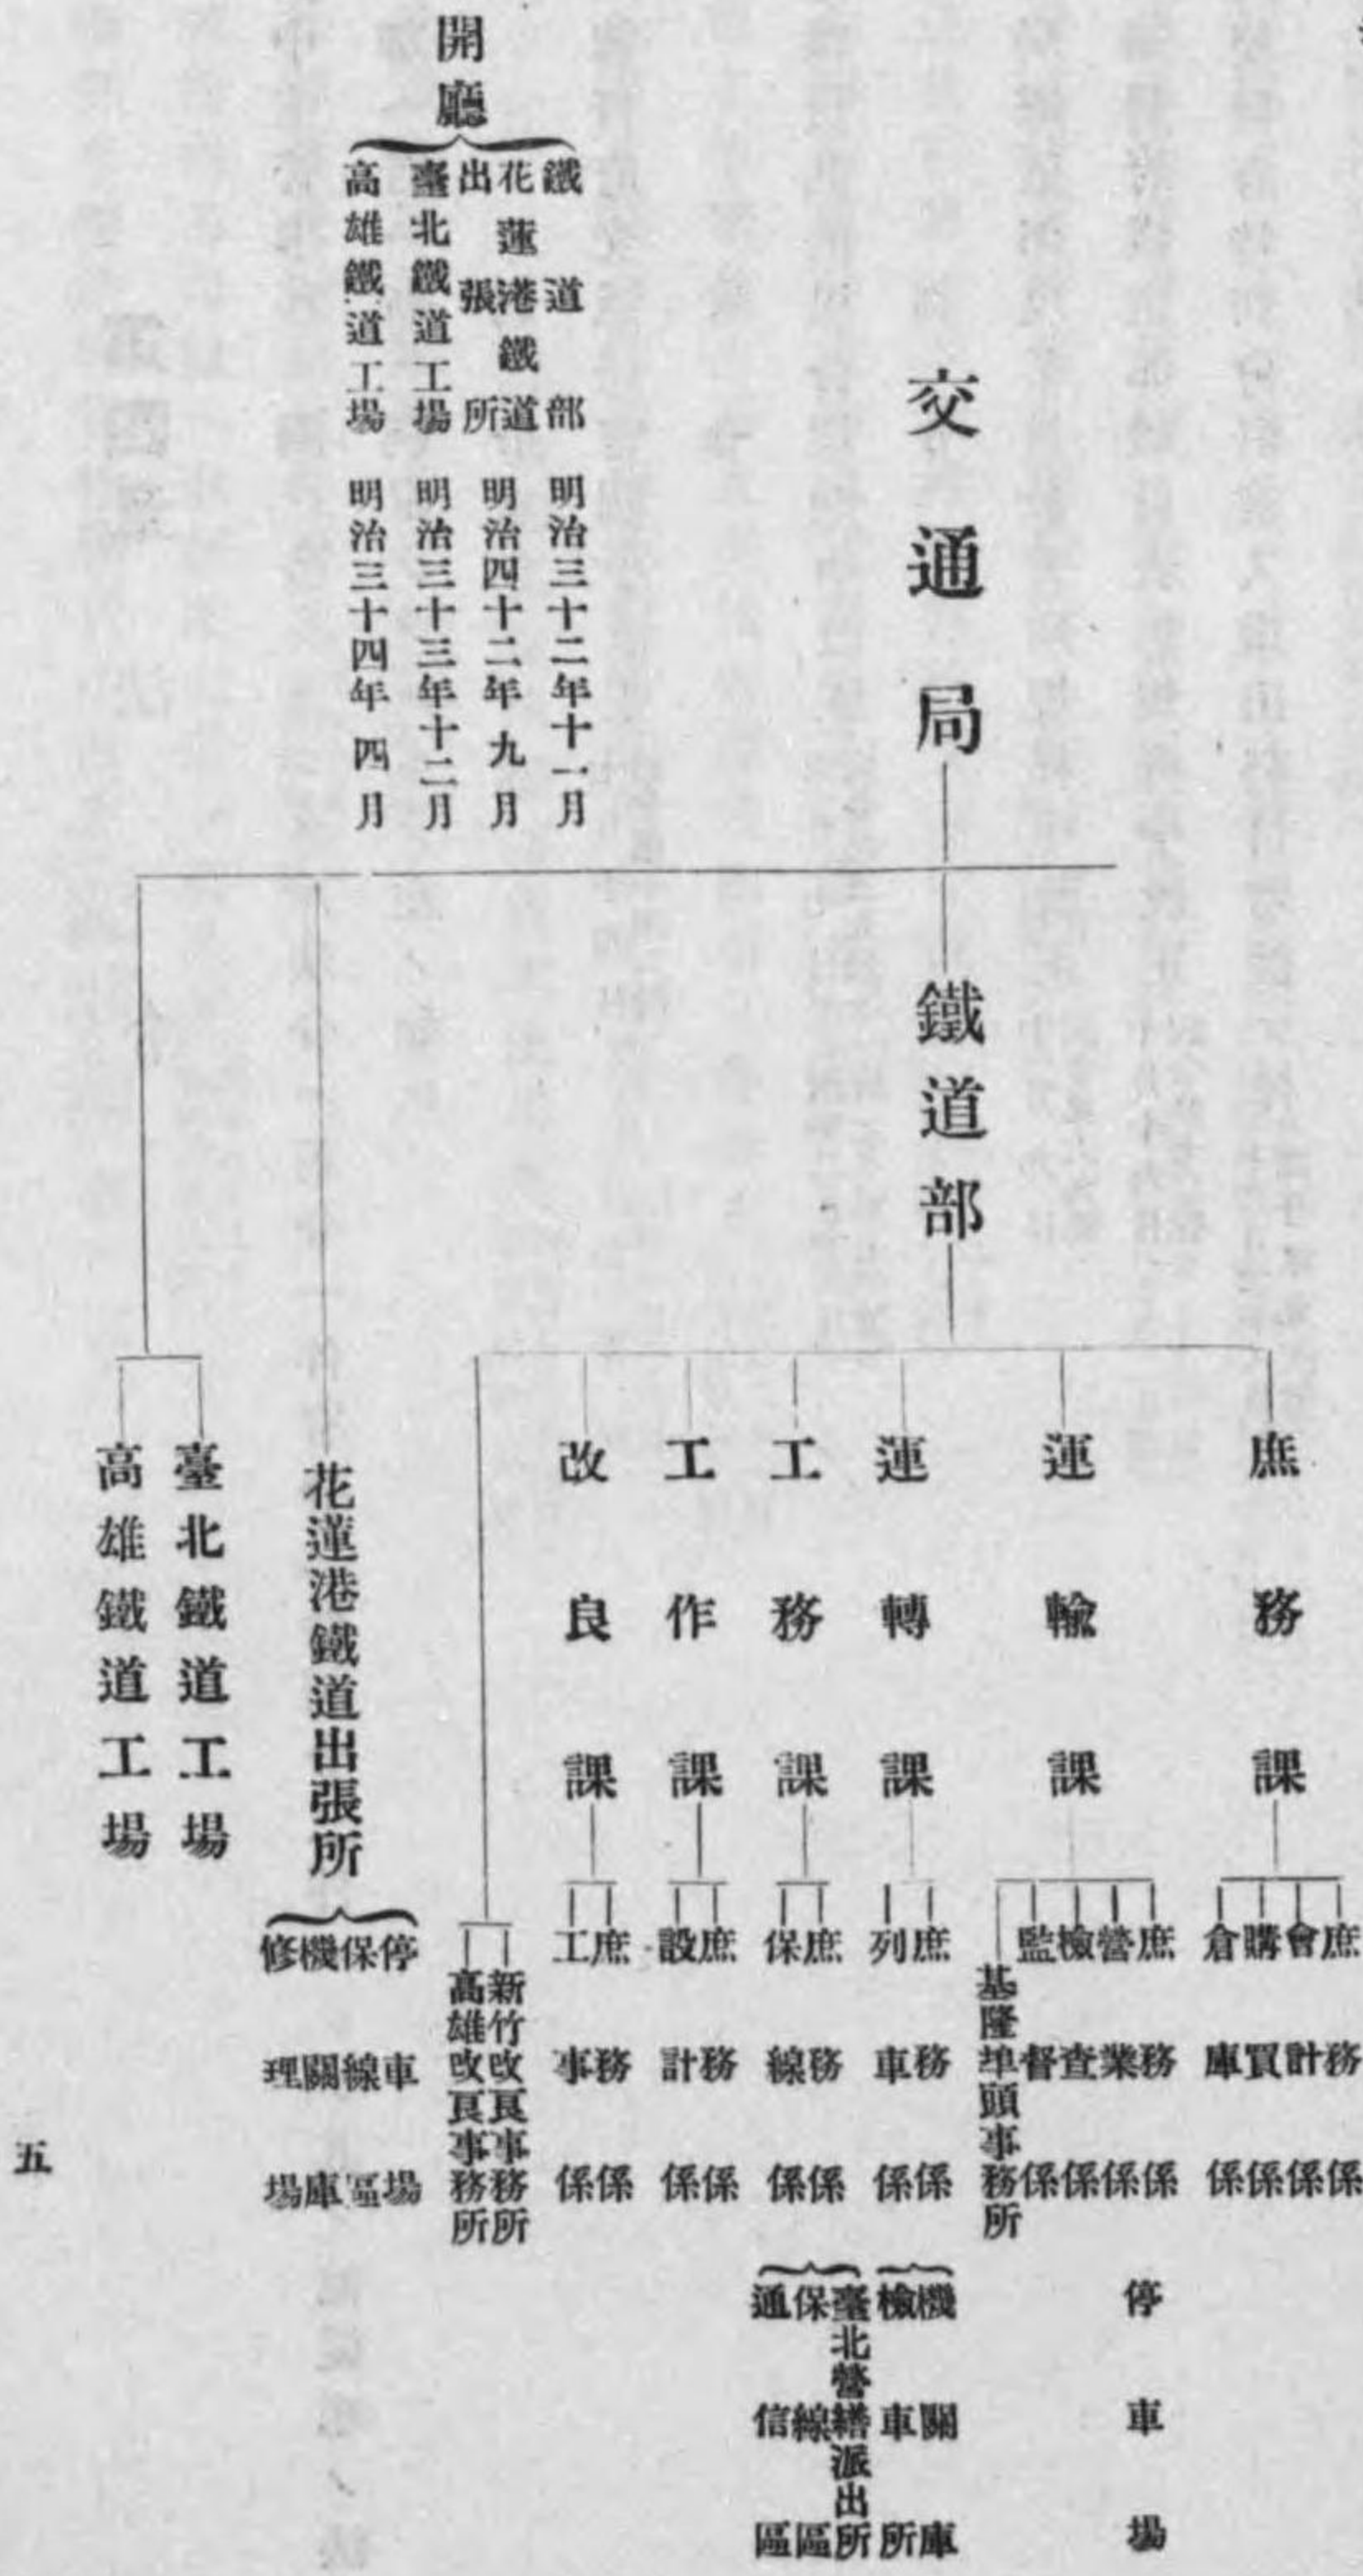 交通局
鐵道部
庶務課
庶務係
會計係
購買係
倉庫係
運輸課
庶務係
營業係
檢查係
監督係
基隆埠頭事務所
停車場
運轉課
庶務係
列車係
機關庫
檢車所
工務課
庶務係
保線係
臺北營繕派出所
保線區
通信區
工作課
庶務係
設計係
改良課
庶務係
工事係
新竹改良事務所
高雄改良事務所
花蓮港鐵道出張所
停車場
保線區
機關庫
修理場
臺北鐵道工場
高雄鐵道工場
開廳
鐵道部 明治三十二年十一月
花蓮港鐵道出張所 明治四十二年九月
臺北鐵道工場 明治三十三年十二月
高雄鐵道工場 明治三十四年四月
五